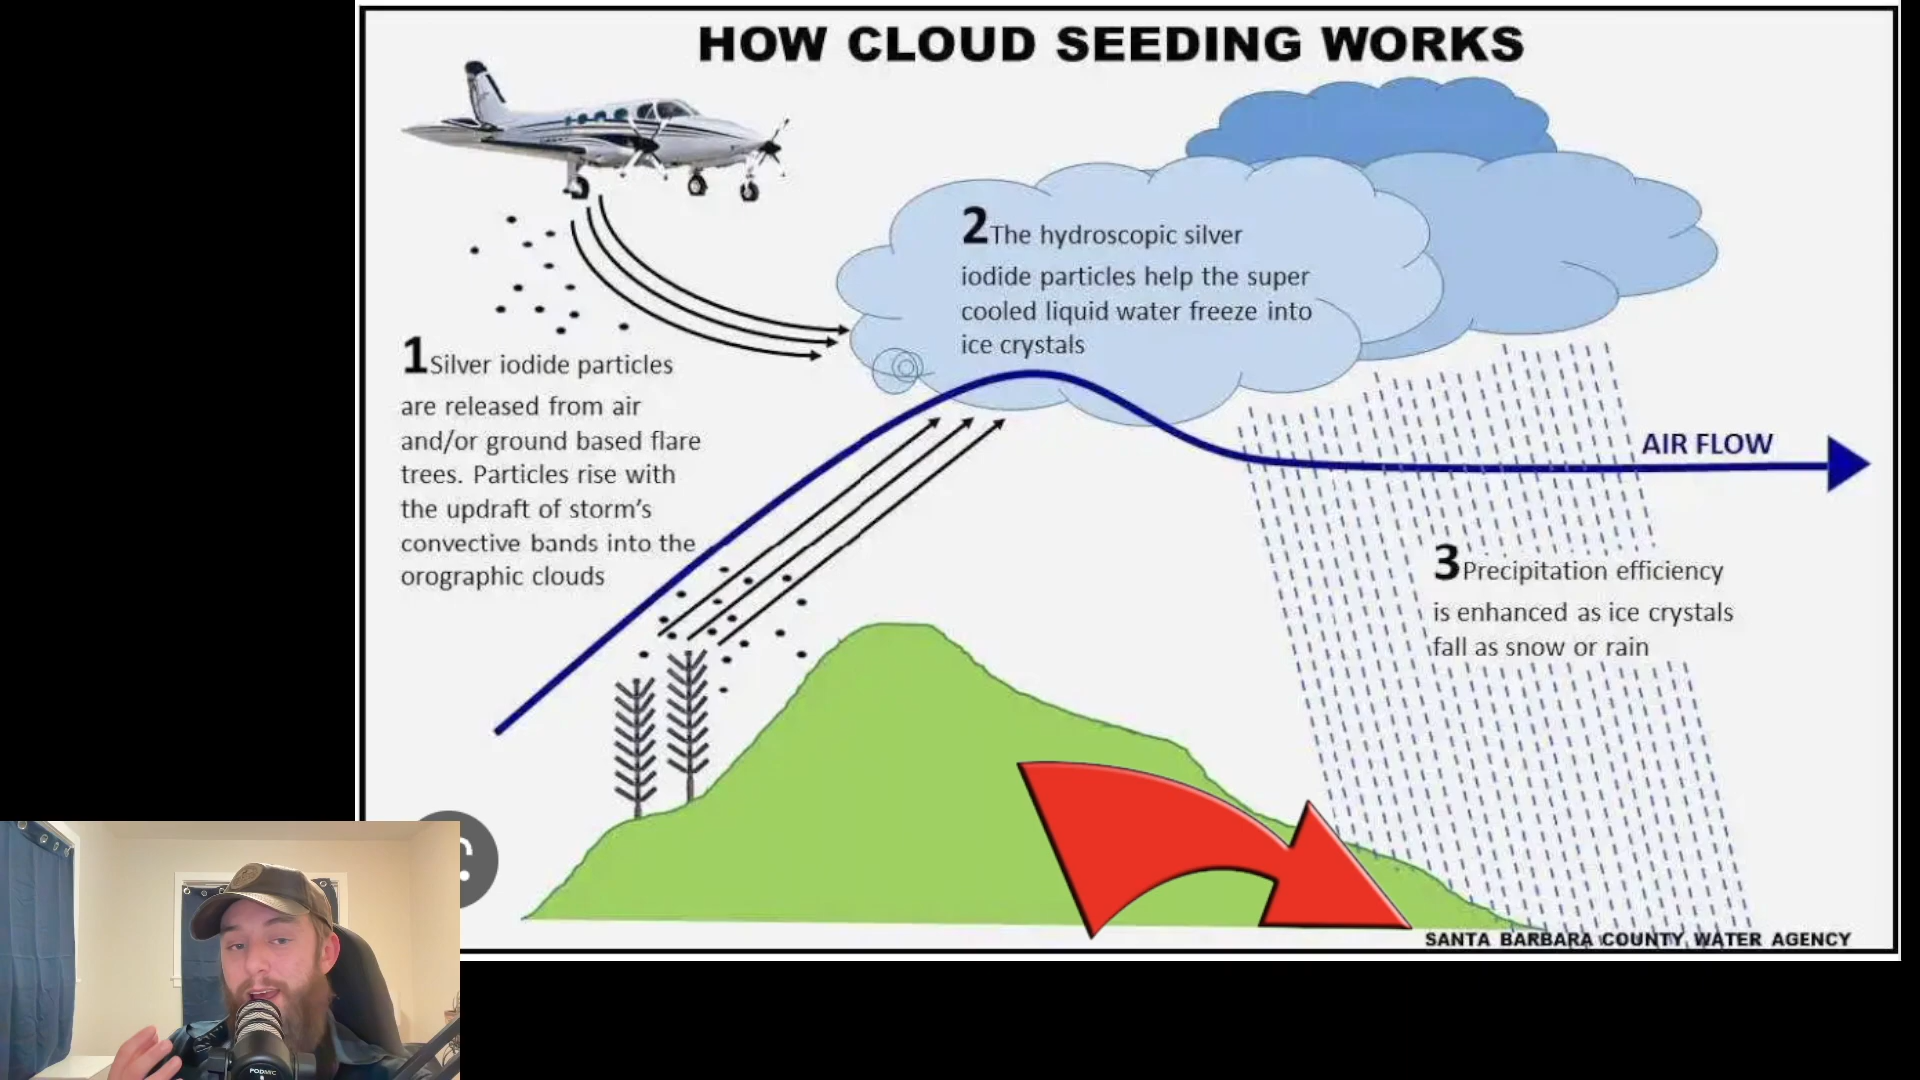 HOW CLOUD SEEDING WORKS
1Silver iodide particles
are released from air
and/or ground based flare
trees. Particles rise with
the updraft of storm's
convective bands into the
orographic clouds
2The hydroscopic silver
iodide particles help the super
cooled liquid water freeze into
ice crystals
AIR FLOW
3Precipitation efficiency
is enhanced as ice crystals
fall as snow or rain
SANTA BARBARA COUNTY WATER AGENCY
PODMIC